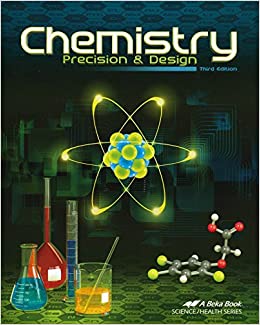 Chemistry
Precision & Design
Third Edition
A Beka Book
SCIENCE/HEALTH SERIES